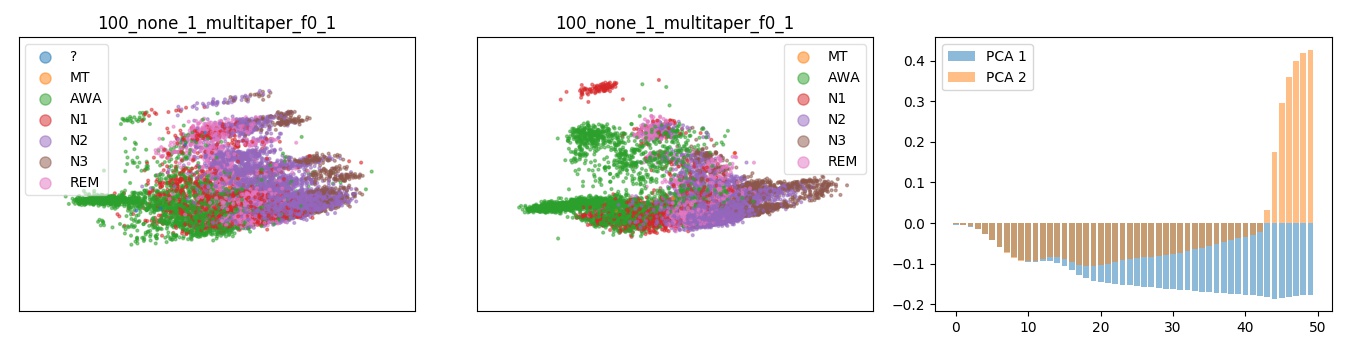 100_none_1_multitaper_f0_1
?
MT
AWA
N1
N2
N3
REM
100_none_1_multitaper_f0_1
MT
AWA
N1
N2
N3
REM
PCA 1
PCA 2
0.4
0.3
0.2
0.1
0.0
−0.1
−0.2
0 10 20 30 40 50